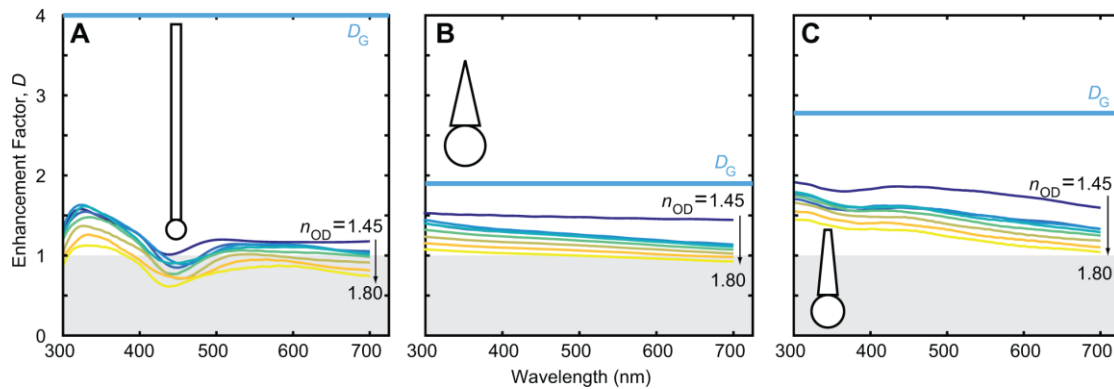 A
B
C
D_G
D_G
D_G
n_OD=1.45
1.80
n_OD=1.45
1.80
n_OD=1.45
1.80
Enhancement Factor, D
4
3
2
1
0
300 400 500 600 700
300 400 500 600 700
300 400 500 600 700
Wavelength (nm)